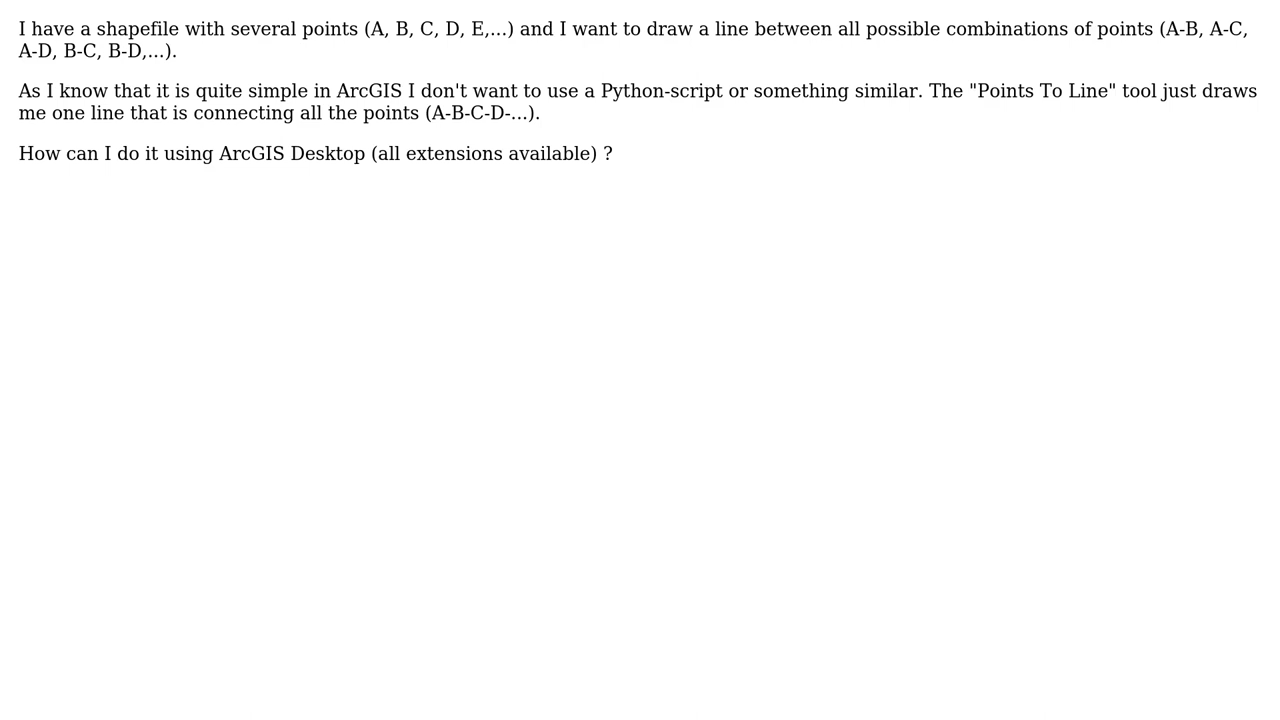 I have a shapefile with several points (A, B, C, D, E,...) and I want to draw a line between all possible combinations of points (A-B, A-C,
A-D, B-C, B-D,...).
As I know that it is quite simple in ArcGIS I don't want to use a Python-script or something similar. The "Points To Line" tool just draws
me one line that is connecting all the points (A-B-C-D-...).
How can I do it using ArcGIS Desktop (all extensions available) ?